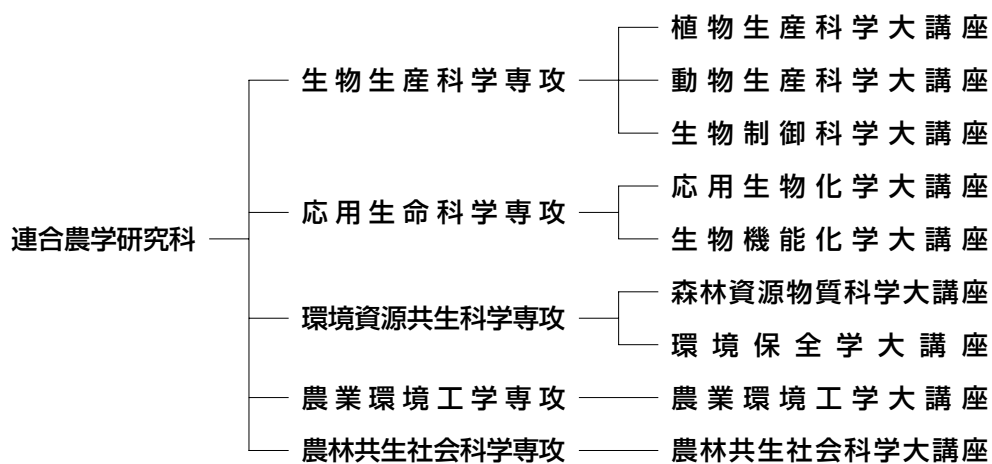 植物生産科学大講座
生物生産科学専攻
動物生産科学大講座
生物制御科学大講座
応用生命科学専攻
応用生物化学大講座
生物機能化学大講座
連合農学研究科
環境資源共生科学専攻
森林資源物質科学大講座
環境保全学大講座
農業環境工学専攻
農業環境工学大講座
農林共生社会科学専攻
農林共生社会科学大講座